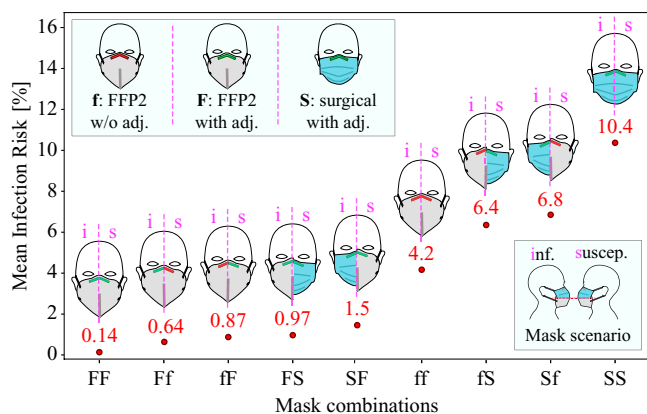 Mean Infection Risk [%]
16
14
12
10
8
6
4
2
0
f: FFP2
w/o adj.
F: FFP2
with adj.
S: surgical
with adj.
i s
0.14
i s
0.64
i s
0.87
i s
0.97
i s
1.5
i s
4.2
i s
6.4
i s
6.8
i s
10.4
inf. suscep.
Mask scenario
FF Ff fF FS SF ff fS Sf SS
Mask combinations